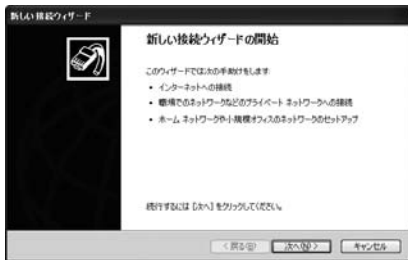 新しい接続ウィザード
新しい接続ウィザードの開始
このウィザードでは次の手助けをします:
• インターネットへの接続
• 職場でのネットワークなどのプライベート ネットワークへの接続
• ホーム ネットワークや小規模オフィスのネットワークのセットアップ
続行するには [次へ] をクリックしてください。
< 戻る(B)
次へ(N) >
キャンセル